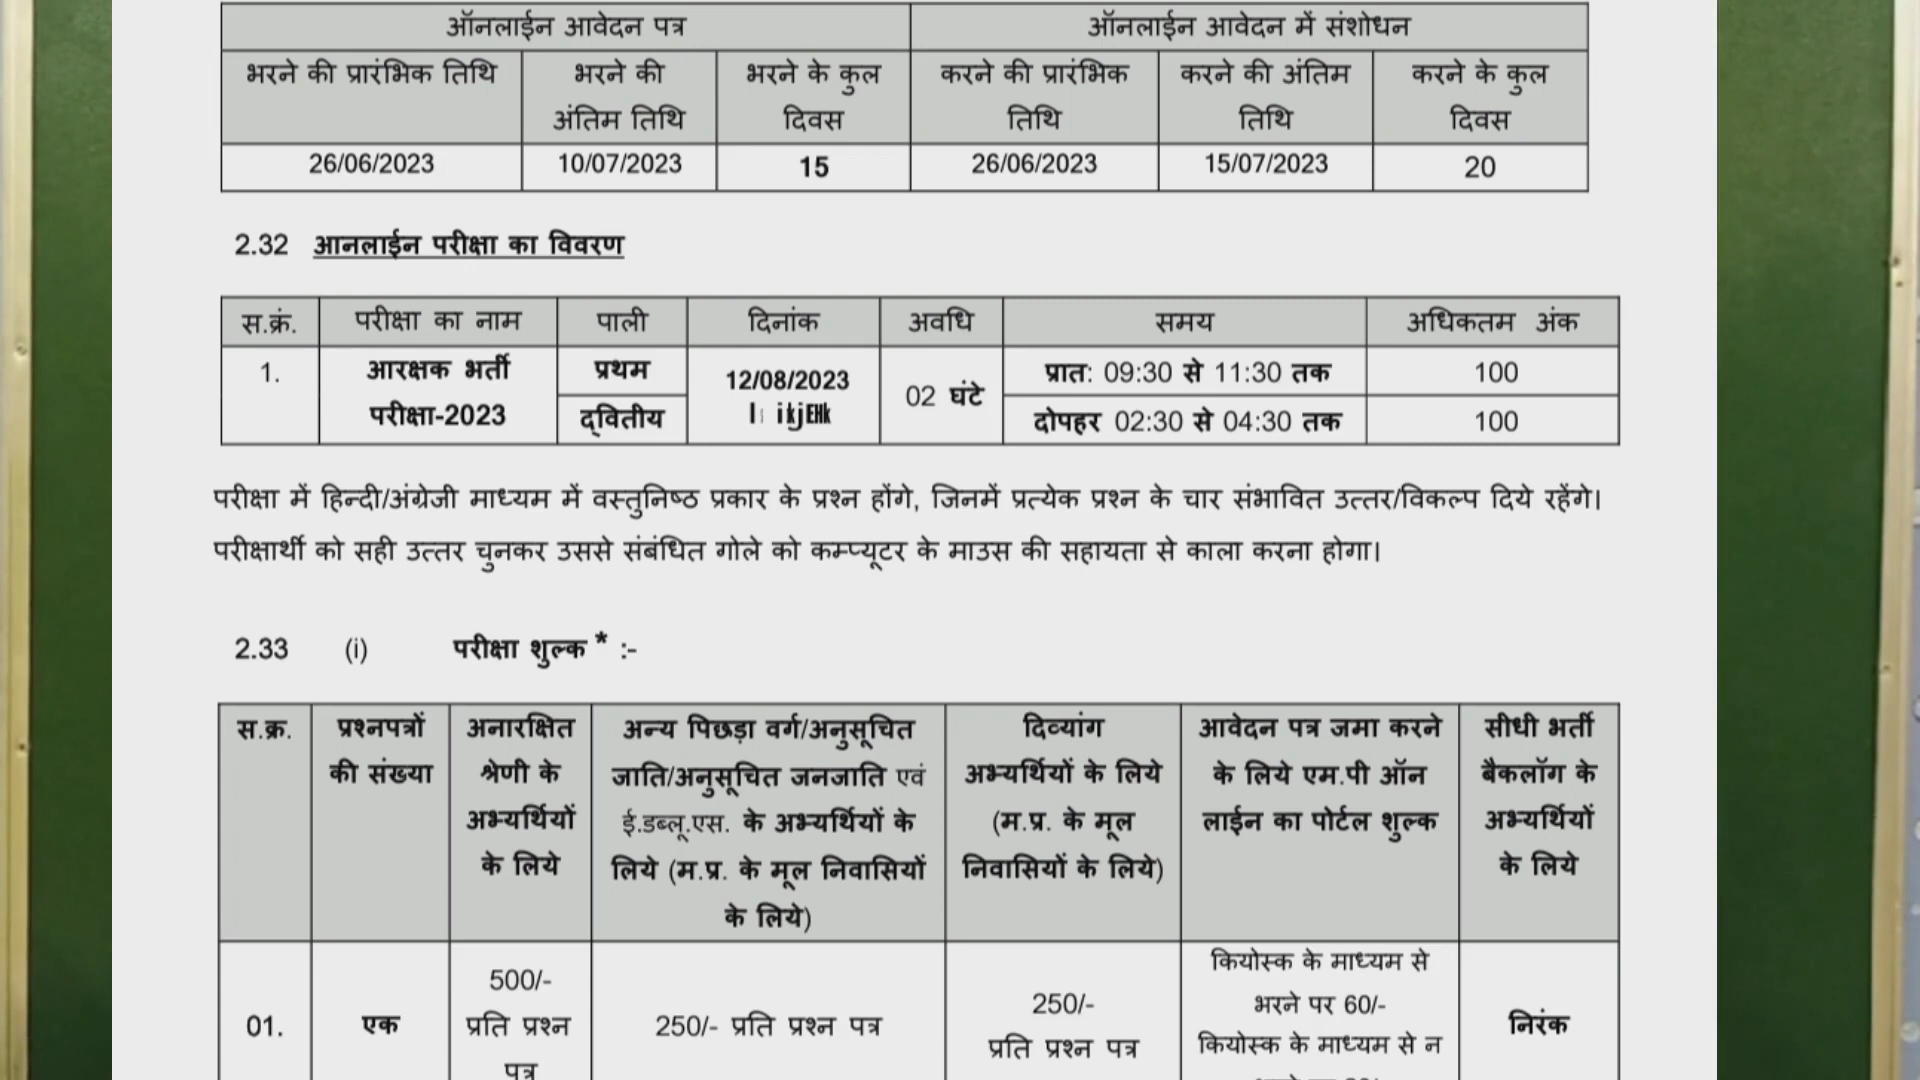 ऑनलाईन आवेदन पत्र ऑनलाईन आवेदन में संशोधन
भरने की प्रारंभिक तिथि भरने की भरने के कुल करने की प्रारंभिक करने की अंतिम करने के कुल
अंतिम तिथि दिवस तिथि तिथि दिवस
26/06/2023 10/07/2023 15 26/06/2023 15/07/2023 20
2.32 आनलाईन परीक्षा का विवरण
स.क्रं. परीक्षा का नाम पाली दिनांक अवधि समय अधिकतम अंक
1. आरक्षक भर्ती प्रथम 12/08/2023 02 घंटे प्रात: 09:30 से 11:30 तक 100
परीक्षा-2023 द्वितीय दोपहर 02:30 से 04:30 तक 100
परीक्षा में हिन्दी/अंग्रेजी माध्यम में वस्तुनिष्ठ प्रकार के प्रश्न होंगे, जिनमें प्रत्येक प्रश्न के चार संभावित उत्तर/विकल्प दिये रहेंगे।
परीक्षार्थी को सही उत्तर चुनकर उससे संबंधित गोले को कम्प्यूटर के माउस की सहायता से काला करना होगा।
2.33 (i) परीक्षा शुल्क * :-
स.क्र. प्रश्नपत्रों अनारक्षित अन्य पिछड़ा वर्ग/अनुसूचित दिव्यांग आवेदन पत्र जमा करने सीधी भर्ती
की संख्या श्रेणी के जाति/अनुसूचित जनजाति एवं अभ्यर्थियों के लिये के लिये एम.पी ऑन बैकलॉग के
अभ्यर्थियों ई.डब्लू.एस. के अभ्यर्थियों के (म.प्र. के मूल लाईन का पोर्टल शुल्क अभ्यर्थियों
के लिये लिये (म.प्र. के मूल निवासियों निवासियों के लिये) के लिये
के लिये)
01. एक 500/- 250/- प्रति प्रश्न पत्र 250/- कियोस्क के माध्यम से निरंक
प्रति प्रश्न प्रति प्रश्न पत्र भरने पर 60/-
पत्र कियोस्क के माध्यम से न